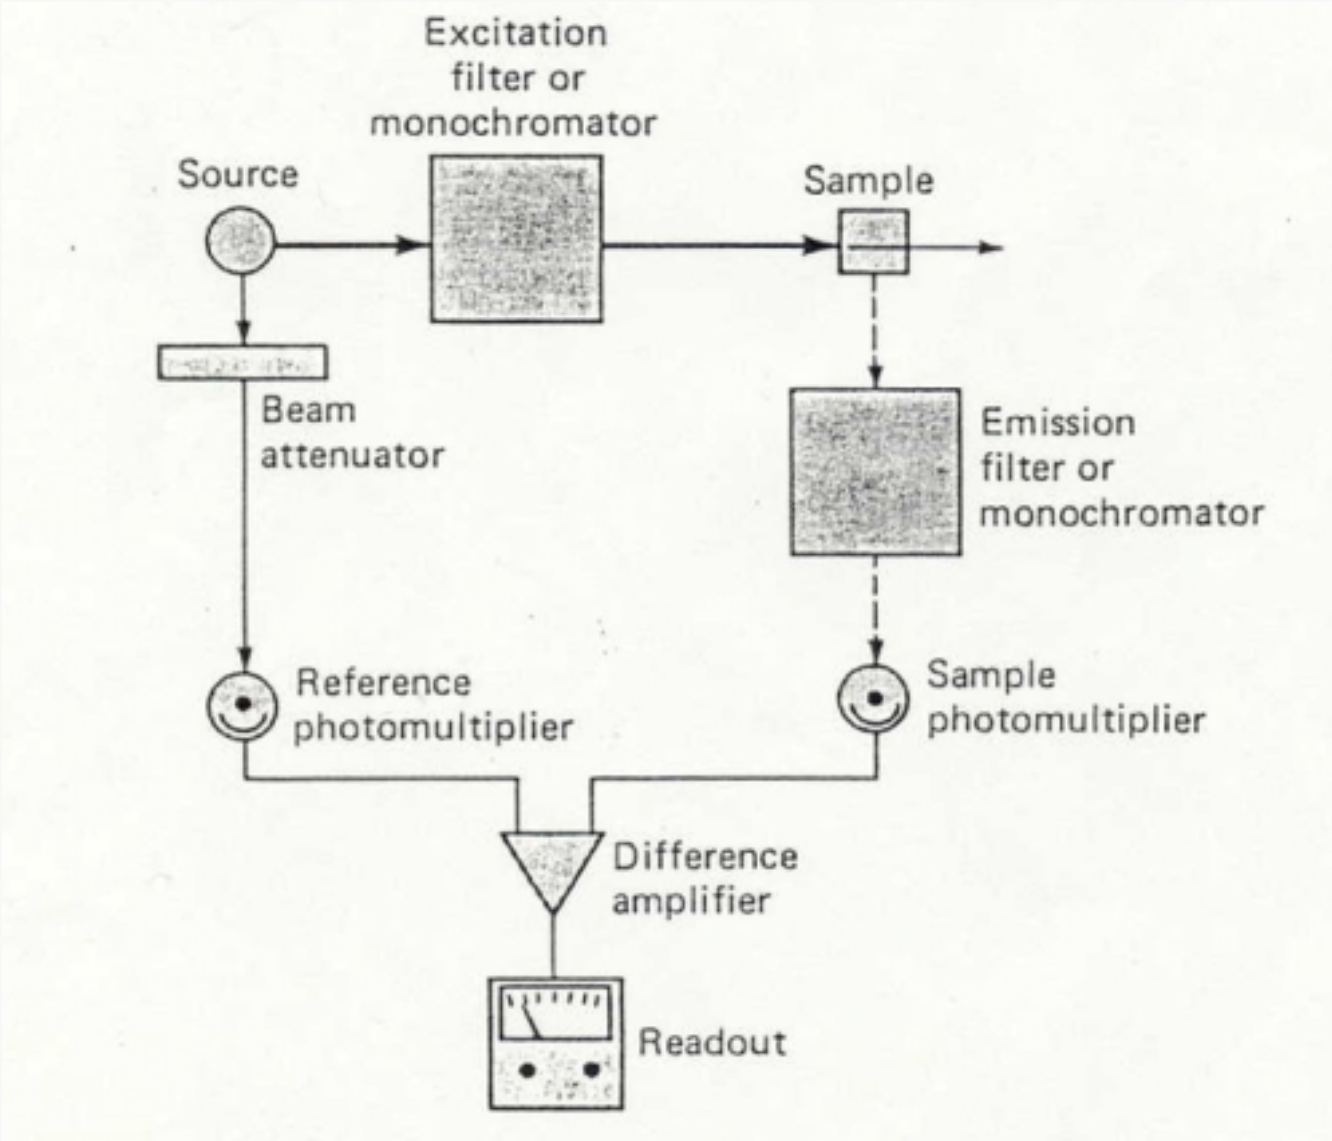 Excitation
filter or
monochromator
Source
Sample
Beam
attenuator
Emission
filter or
monochromator
Reference
photomultiplier
Sample
photomultiplier
Difference
amplifier
Readout